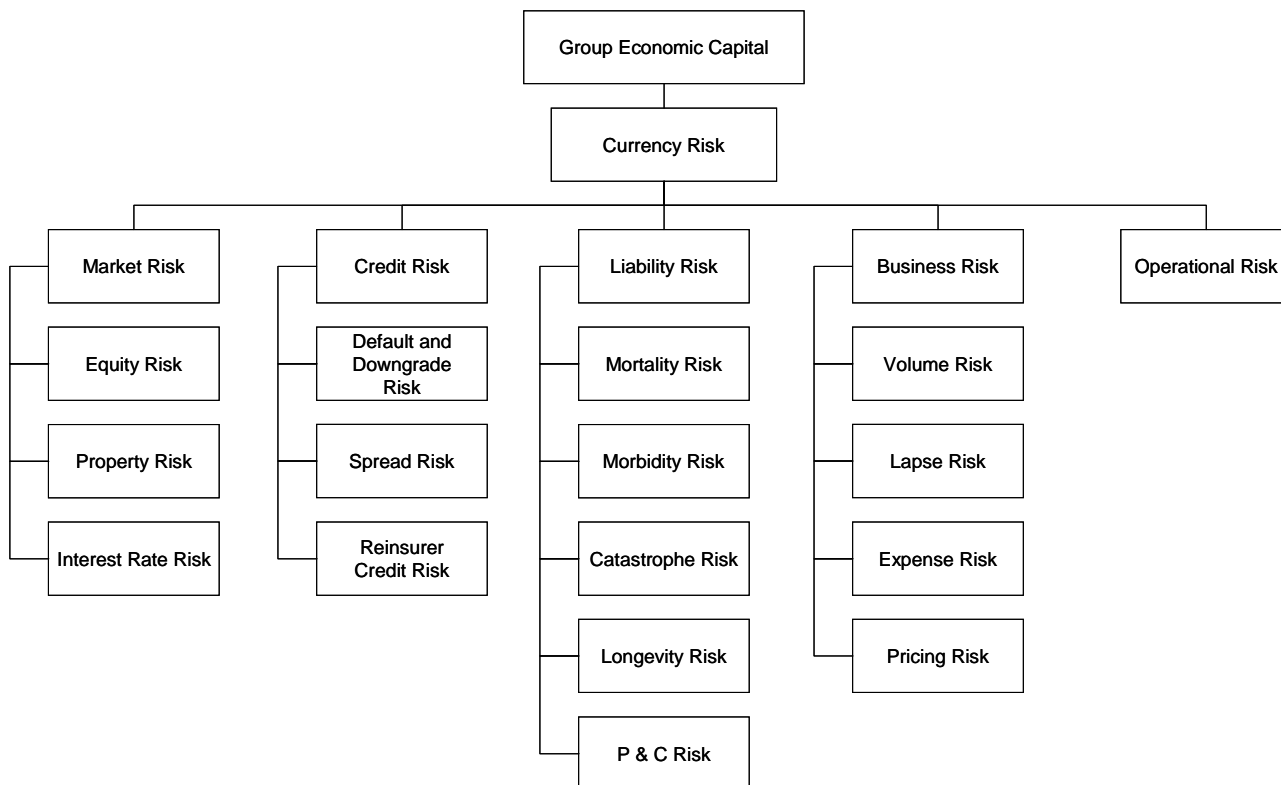 Group Economic Capital
Currency Risk
Market Risk
Credit Risk
Liability Risk
Business Risk
Operational Risk
Equity Risk
Default and
Downgrade
Risk
Mortality Risk
Volume Risk
Property Risk
Spread Risk
Morbidity Risk
Lapse Risk
Interest Rate Risk
Reinsurer
Credit Risk
Catastrophe Risk
Expense Risk
Longevity Risk
Pricing Risk
P & C Risk